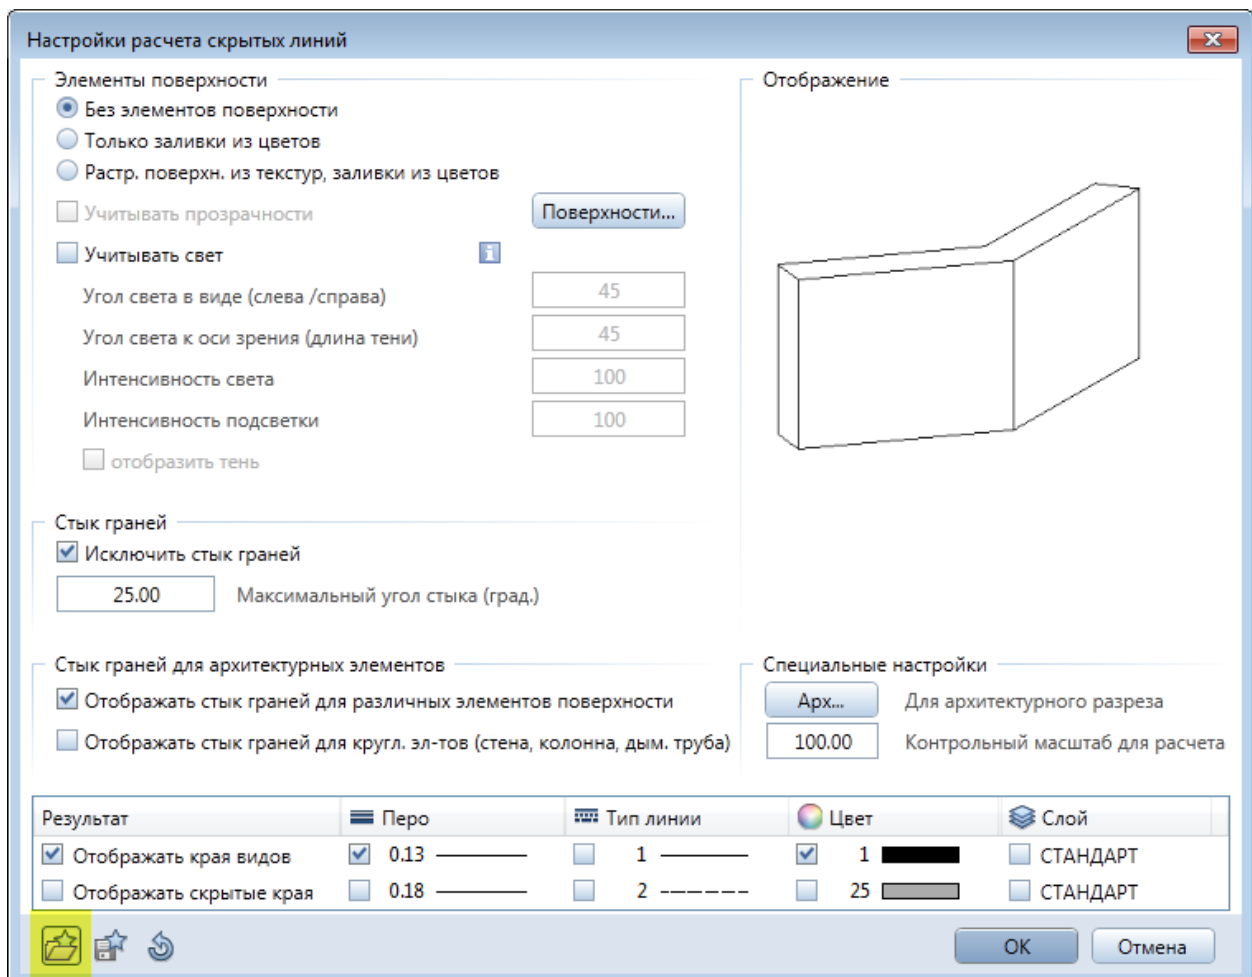 Настройки расчета скрытых линий
Элементы поверхности
Без элементов поверхности
Только заливки из цветов
Растр. поверхн. из текстур, заливки из цветов
Учитывать прозрачности
Поверхности...
Учитывать свет
Угол света в виде (слева /справа)
45
Угол света к оси зрения (длина тени)
45
Интенсивность света
100
Интенсивность подсветки
100
отобразить тень
Отображение
Стык граней
Исключить стык граней
25.00 Максимальный угол стыка (град.)
Стык граней для архитектурных элементов
Отображать стык граней для различных элементов поверхности
Отображать стык граней для кругл. эл-тов (стена, колонна, дым. труба)
Специальные настройки
Арх... Для архитектурного разреза
100.00 Контрольный масштаб для расчета
Результат Перо Тип линии Цвет Слой
Отображать края видов 0.13 1 1 СТАНДАРТ
Отображать скрытые края 0.18 2 25 СТАНДАРТ
OK Отмена